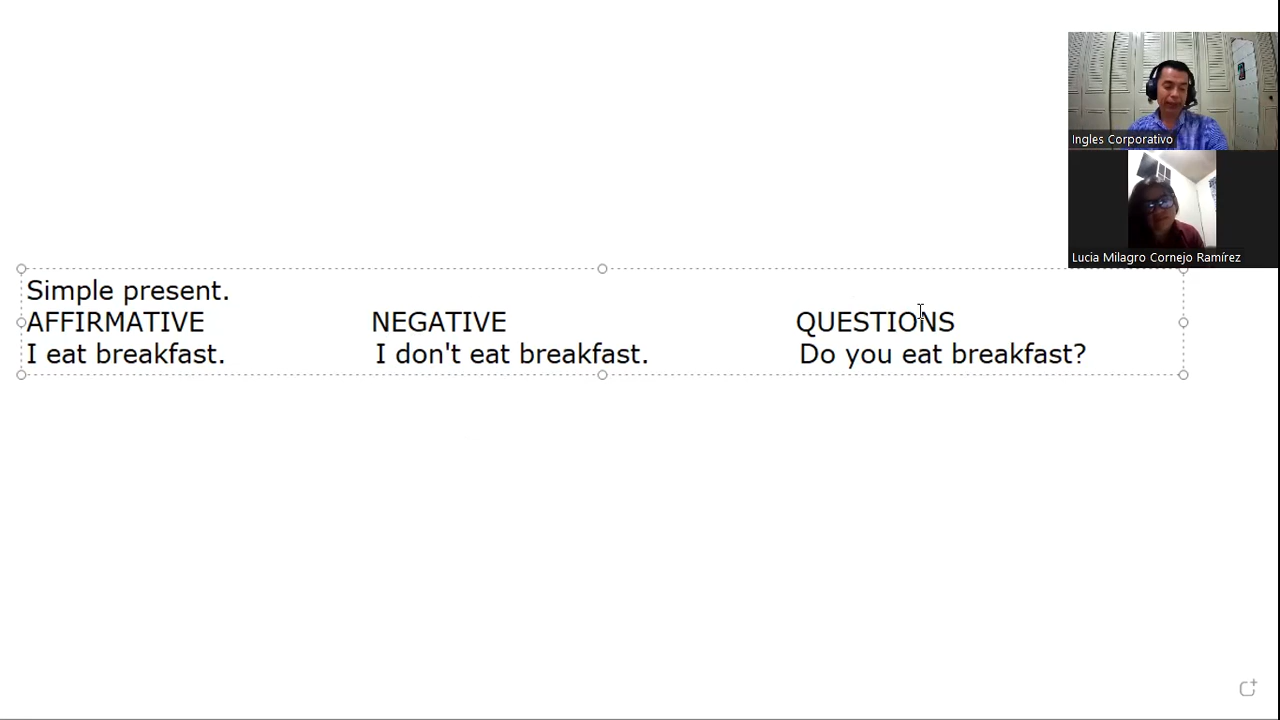 Ingles Corporativo
Lucia Milagro Cornejo Ramírez
Simple present.
AFFIRMATIVE NEGATIVE QUESTIONS
I eat breakfast. I don't eat breakfast. Do you eat breakfast?